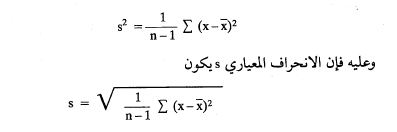 s² = 1/(n-1) Σ (x-x̄)²
وعليه فإن الانحراف المعياري s يكون
s = √( 1/(n-1) Σ (x-x̄)² )